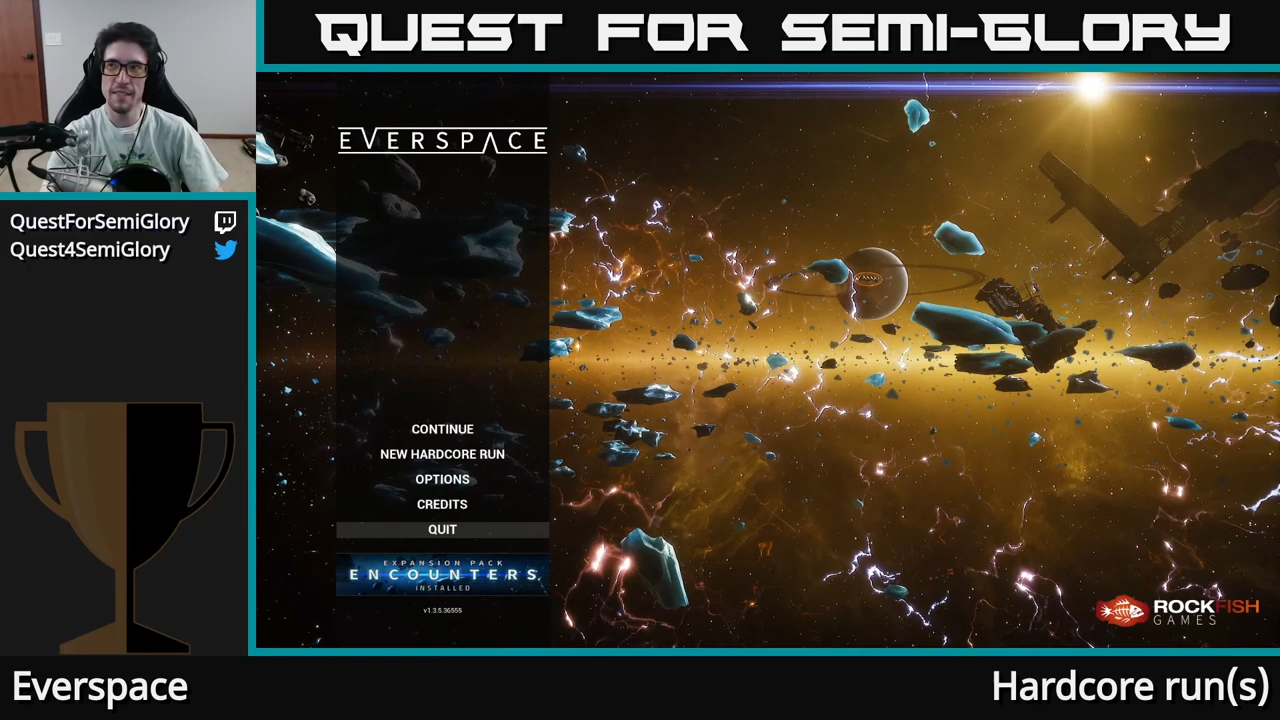 QUEST FOR SEMI-GLORY
QuestForSemiGlory
Quest4SemiGlory
EVERSPACE
CONTINUE
NEW HARDCORE RUN
OPTIONS
CREDITS
QUIT
EXPANSION PACK
ENCOUNTERS
INSTALLED
v1.3.5.36555
ROCKFISH
GAMES
Everspace
Hardcore run(s)